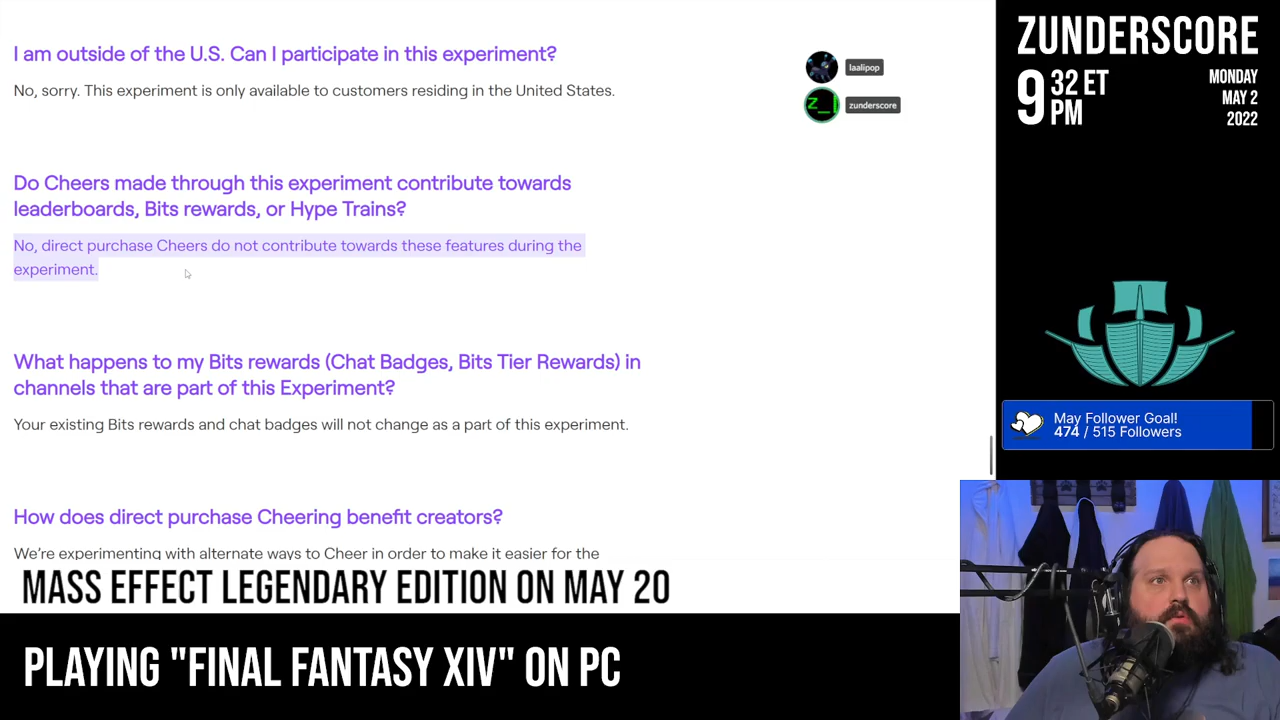 I am outside of the U.S. Can I participate in this experiment?
No, sorry. This experiment is only available to customers residing in the United States.
Do Cheers made through this experiment contribute towards
leaderboards, Bits rewards, or Hype Trains?
No, direct purchase Cheers do not contribute towards these features during the
experiment.
What happens to my Bits rewards (Chat Badges, Bits Tier Rewards) in
channels that are part of this Experiment?
Your existing Bits rewards and chat badges will not change as a part of this experiment.
How does direct purchase Cheering benefit creators?
We're experimenting with alternate ways to Cheer in order to make it easier for the
laalipop
z_
zunderscore
ZUNDERSCORE
9 32 ET
PM
MONDAY
MAY 2
2022
May Follower Goal!
474 / 515 Followers
MASS EFFECT LEGENDARY EDITION ON MAY 20
PLAYING "FINAL FANTASY XIV" ON PC